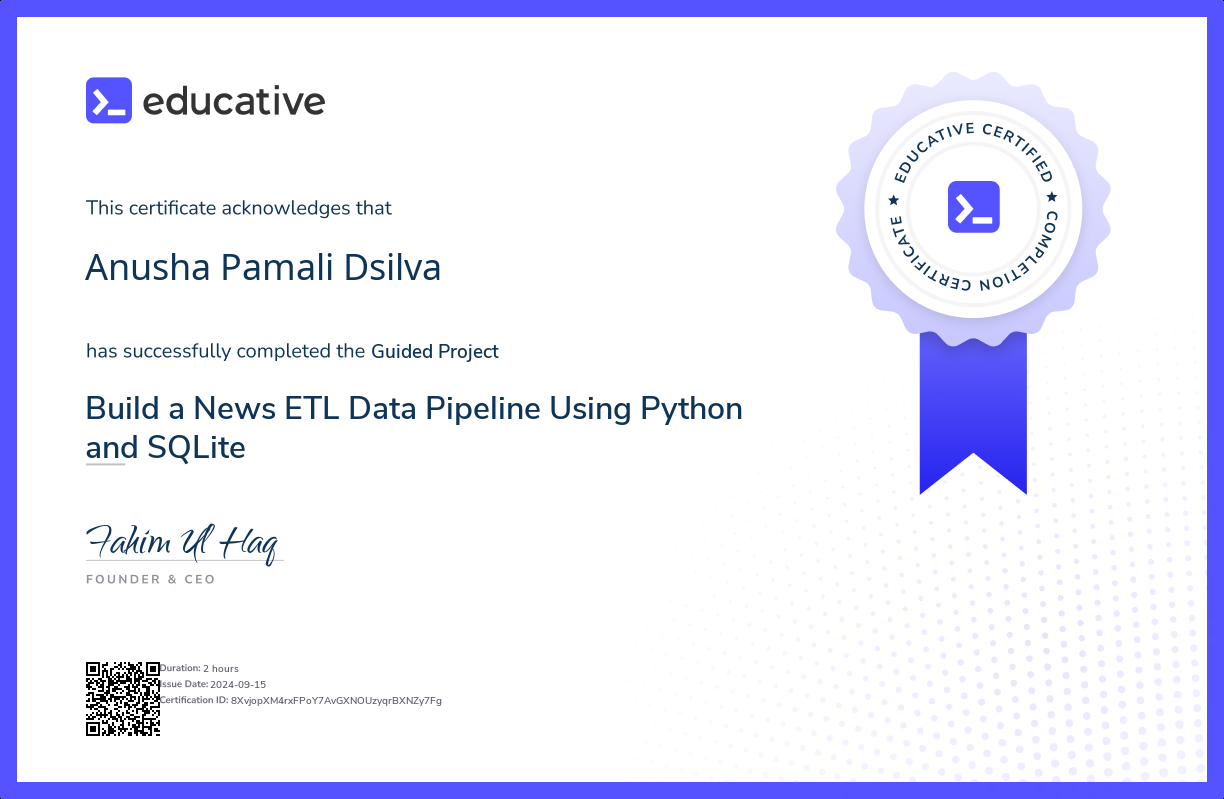 educative
This certificate acknowledges that
Anusha Pamali Dsilva
has successfully completed the Guided Project
Build a News ETL Data Pipeline Using Python
and SQLite
Fahim Ul Haq
FOUNDER & CEO
Duration: 2 hours
Issue Date: 2024-09-15
Certification ID: 8XvjopXM4rxFPoY7AvGXNOUzyqrBXNZy7Fg
★ EDUCATIVE CERTIFIED ★ COMPLETION CERTIFICATE